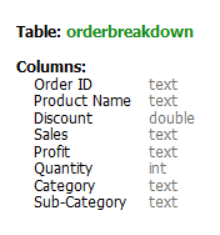 Table: orderbreakdown
Columns:
Order ID text
Product Name text
Discount double
Sales text
Profit text
Quantity int
Category text
Sub-Category text